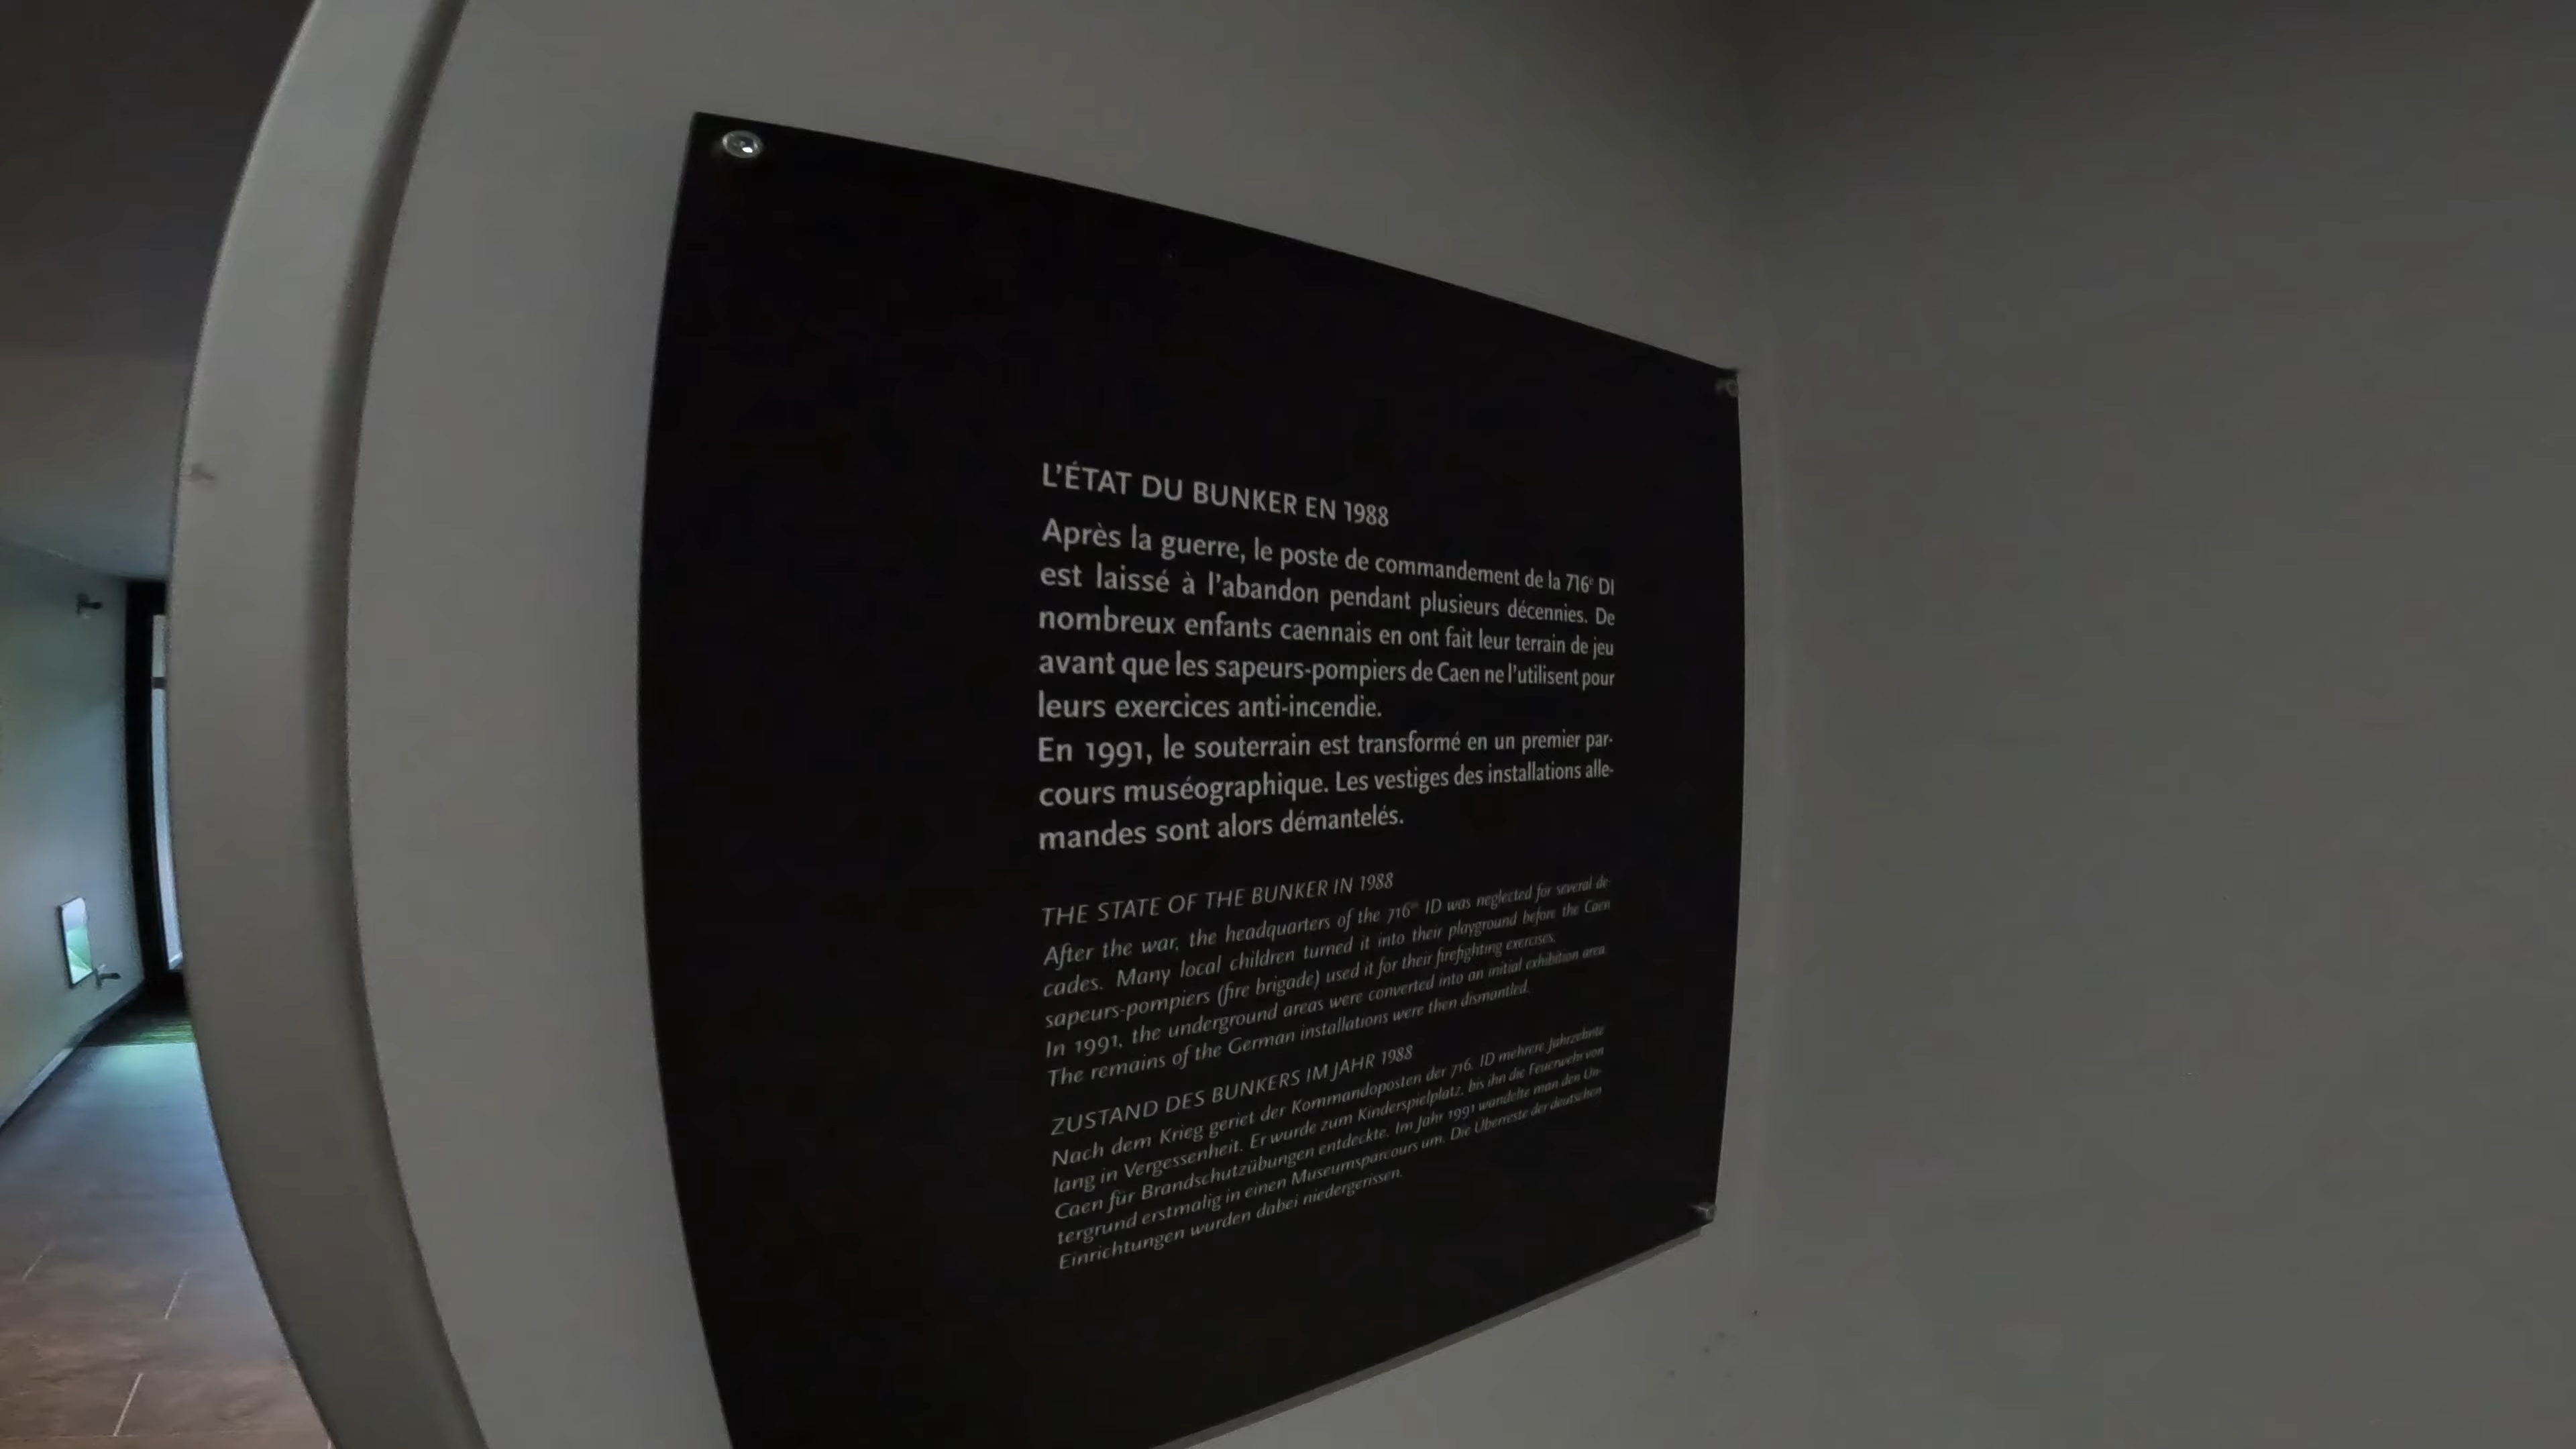 L'ÉTAT DU BUNKER EN 1988
Après la guerre, le poste de commandement de la 716e DI
est laissé à l'abandon pendant plusieurs décennies. De
nombreux enfants caennais en ont fait leur terrain de jeu
avant que les sapeurs-pompiers de Caen ne l'utilisent pour
leurs exercices anti-incendie.
En 1991, le souterrain est transformé en un premier par-
cours muséographique. Les vestiges des installations alle-
mandes sont alors démantelés.
THE STATE OF THE BUNKER IN 1988
After the war, the headquarters of the 716th ID was neglected for several de-
cades. Many local children turned it into their playground before the Caen
sapeurs-pompiers (fire brigade) used it for their firefighting exercises.
In 1991, the underground areas were converted into an initial exhibition area.
The remains of the German installations were then dismantled.
ZUSTAND DES BUNKERS IM JAHR 1988
Nach dem Krieg geriet der Kommandoposten der 716. ID mehrere Jahrzehnte
lang in Vergessenheit. Er wurde zum Kinderspielplatz, bis ihn die Feuerwehr von
Caen für Brandschutzübungen entdeckte. Im Jahr 1991 wandelte man den Un-
tergrund erstmalig in einen Museumsparcours um. Die Überreste der deutschen
Einrichtungen wurden dabei niedergerissen.